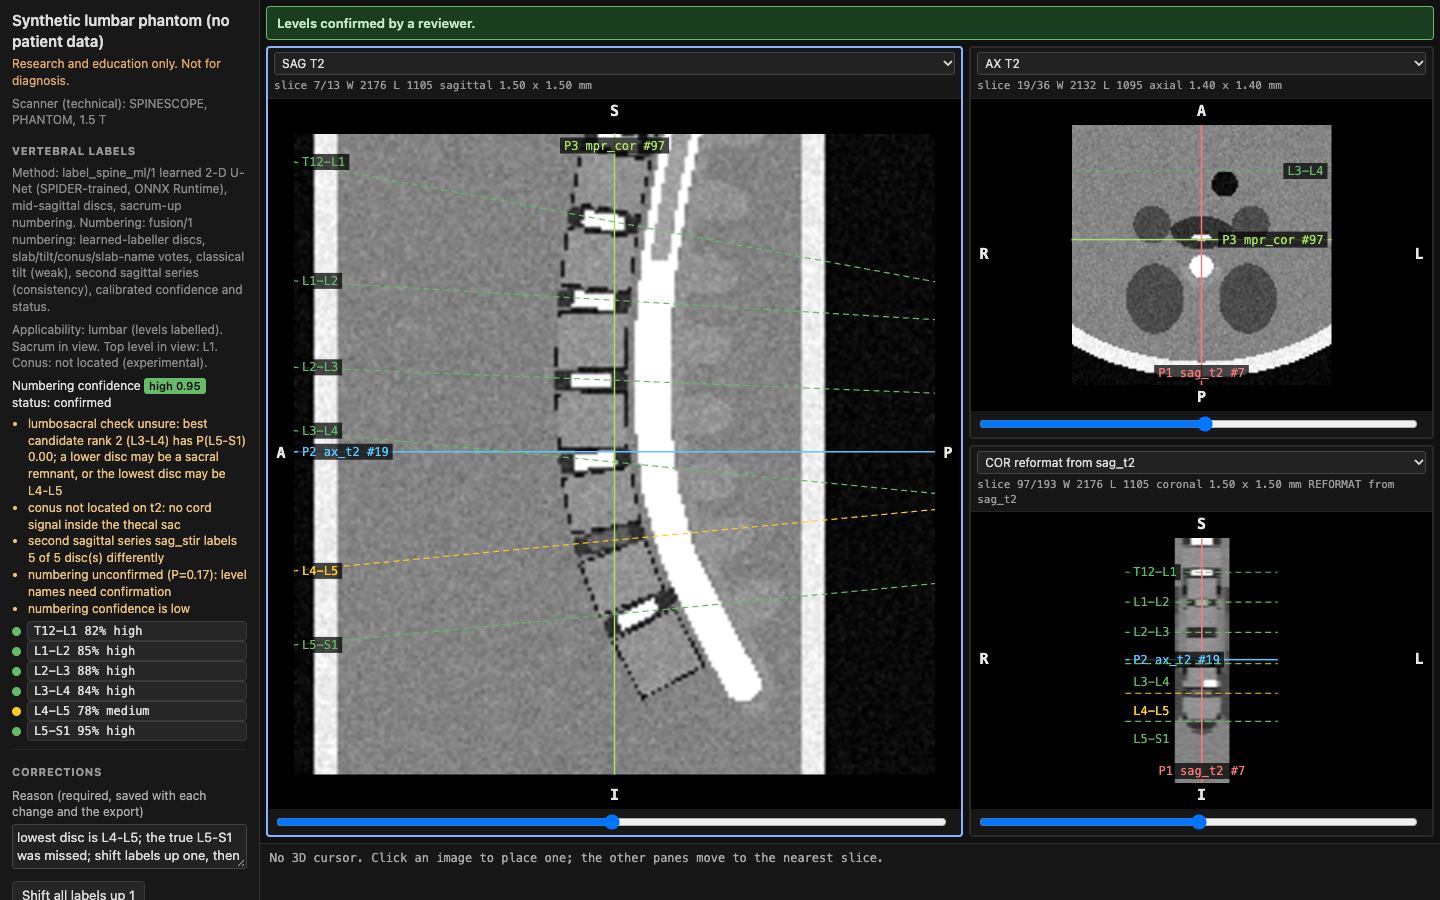 Synthetic lumbar phantom (no
patient data)
Research and education only. Not for
diagnosis.
Scanner (technical): SPINESCOPE,
PHANTOM, 1.5 T
VERTEBRAL LABELS
Method: label_spine_ml/1 learned 2-D U-
Net (SPIDER-trained, ONNX Runtime),
mid-sagittal discs, sacrum-up
numbering. Numbering: fusion/1
numbering: learned-labeller discs,
slab/tilt/conus/slab-name votes, classical
tilt (weak), second sagittal series
(consistency), calibrated confidence and
status.
Applicability: lumbar (levels labelled).
Sacrum in view. Top level in view: L1.
Conus: not located (experimental).
Numbering confidence high 0.95
status: confirmed
• lumbosacral check unsure: best
candidate rank 2 (L3-L4) has P(L5-S1)
0.00; a lower disc may be a sacral
remnant, or the lowest disc may be
L4-L5
• conus not located on t2: no cord
signal inside the thecal sac
• second sagittal series sag_stir labels
5 of 5 disc(s) differently
• numbering unconfirmed (P=0.17): level
names need confirmation
• numbering confidence is low
T12-L1 82% high
L1-L2 85% high
L2-L3 88% high
L3-L4 84% high
L4-L5 78% medium
L5-S1 95% high
CORRECTIONS
Reason (required, saved with each
change and the export)
lowest disc is L4-L5; the true L5-S1
was missed; shift labels up one, then
Shift all labels up 1
Levels confirmed by a reviewer.
SAG T2
slice 7/13 W 2176 L 1105 sagittal 1.50 x 1.50 mm
S
P3 mpr_cor #97
T12-L1
L1-L2
L2-L3
L3-L4
A
P2 ax_t2 #19
P
L4-L5
L5-S1
I
AX T2
slice 19/36 W 2132 L 1095 axial 1.40 x 1.40 mm
A
L3-L4
P3 mpr_cor #97
R
L
P1 sag_t2 #7
P
COR reformat from sag_t2
slice 97/193 W 2176 L 1105 coronal 1.50 x 1.50 mm REFORMAT from
sag_t2
S
T12-L1
L1-L2
L2-L3
R
P2 ax_t2 #19
L
L3-L4
L4-L5
L5-S1
P1 sag_t2 #7
I
No 3D cursor. Click an image to place one; the other panes move to the nearest slice.